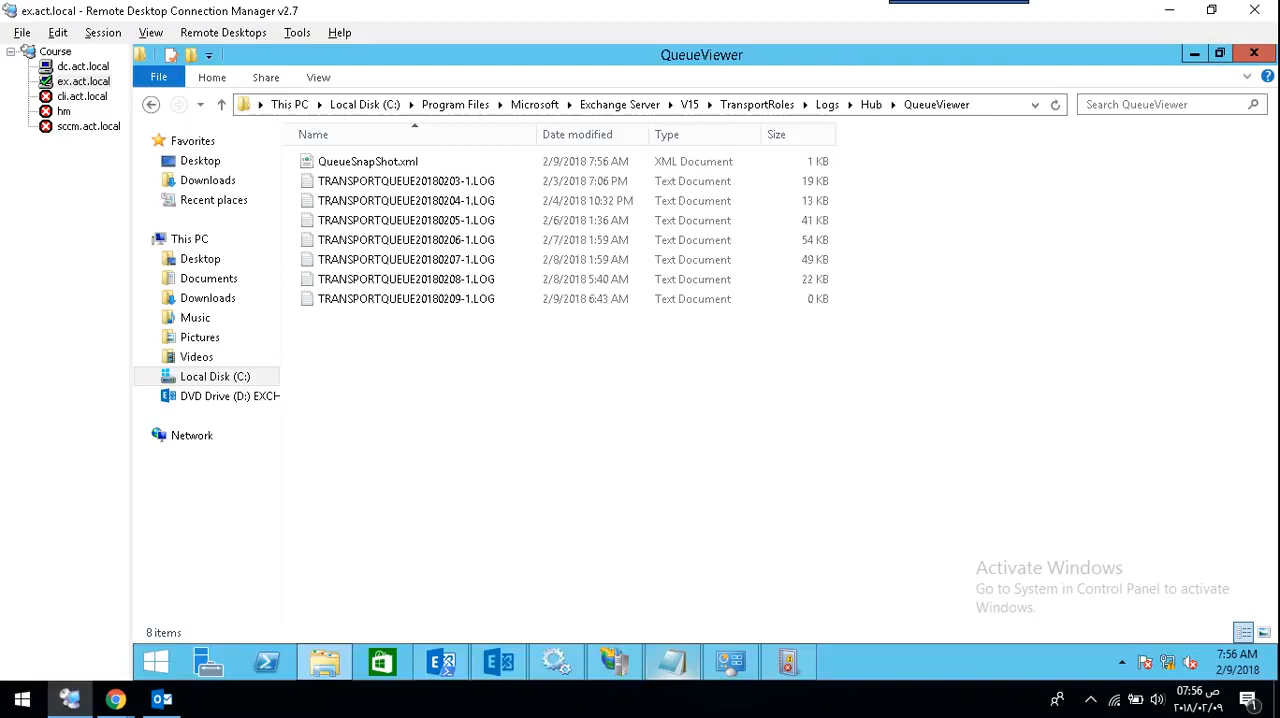 ex.act.local - Remote Desktop Connection Manager v2.7
File Edit Session View Remote Desktops Tools Help
Course
dc.act.local
ex.act.local
cli.act.local
hm
sccm.act.local
QueueViewer
File Home Share View
This PC Local Disk (C:) Program Files Microsoft Exchange Server V15 TransportRoles Logs Hub QueueViewer
Search QueueViewer
Favorites
Desktop
Downloads
Recent places
This PC
Desktop
Documents
Downloads
Music
Pictures
Videos
Local Disk (C:)
DVD Drive (D:) EXCH
Network
Name Date modified Type Size
QueueSnapShot.xml 2/9/2018 7:56 AM XML Document 1 KB
TRANSPORTQUEUE20180203-1.LOG 2/3/2018 7:06 PM Text Document 19 KB
TRANSPORTQUEUE20180204-1.LOG 2/4/2018 10:32 PM Text Document 13 KB
TRANSPORTQUEUE20180205-1.LOG 2/6/2018 1:36 AM Text Document 41 KB
TRANSPORTQUEUE20180206-1.LOG 2/7/2018 1:59 AM Text Document 54 KB
TRANSPORTQUEUE20180207-1.LOG 2/8/2018 1:59 AM Text Document 49 KB
TRANSPORTQUEUE20180208-1.LOG 2/8/2018 5:40 AM Text Document 22 KB
TRANSPORTQUEUE20180209-1.LOG 2/9/2018 6:43 AM Text Document 0 KB
Activate Windows
Go to System in Control Panel to activate
Windows.
8 items
7:56 AM
2/9/2018
07:56 ص
٢٠١٨/٠٢/٠٩
1